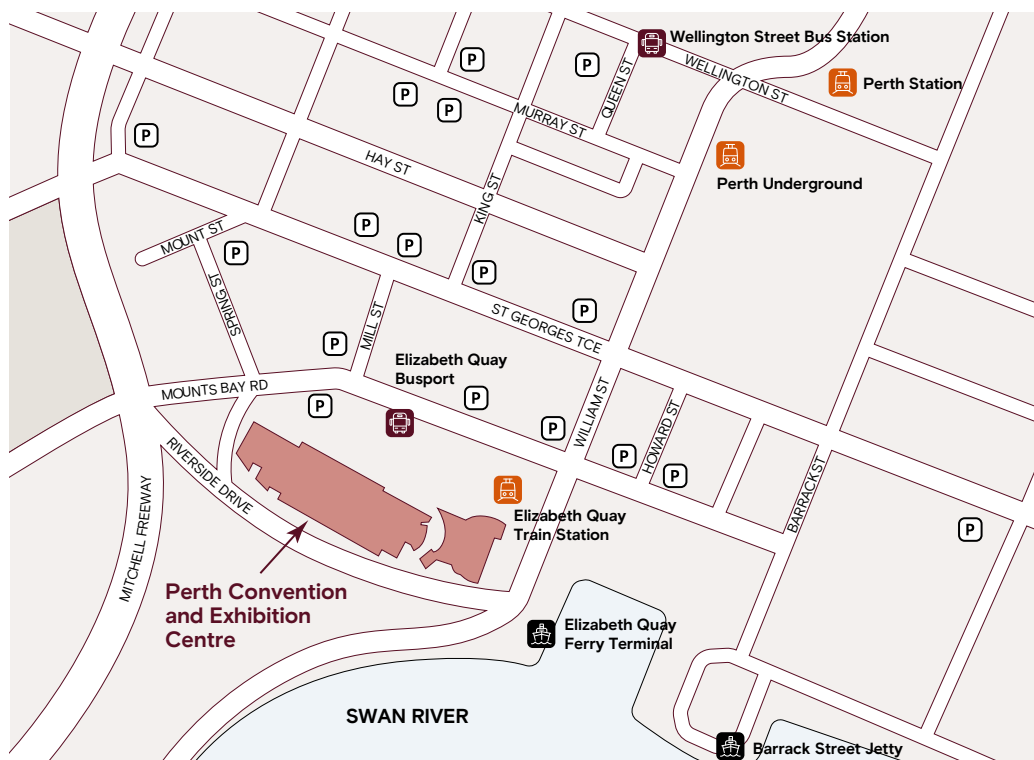 Wellington Street Bus Station
WELLINGTON ST
Perth Station
P
P
QUEEN ST
P
P
MURRAY ST
P
HAY ST
Perth Underground
KING ST
P
P
MOUNT ST
P
P
SPRING ST
P
ST GEORGES TCE
MILL ST
P
Elizabeth Quay
Busport
MOUNTS BAY RD
P
P
WILLIAM ST
P
HOWARD ST
P
P
RIVERSIDE DRIVE
BARRACK ST
MITCHELL FREEWAY
Elizabeth Quay
Train Station
P
Perth Convention
and Exhibition
Centre
Elizabeth Quay
Ferry Terminal
SWAN RIVER
Barrack Street Jetty